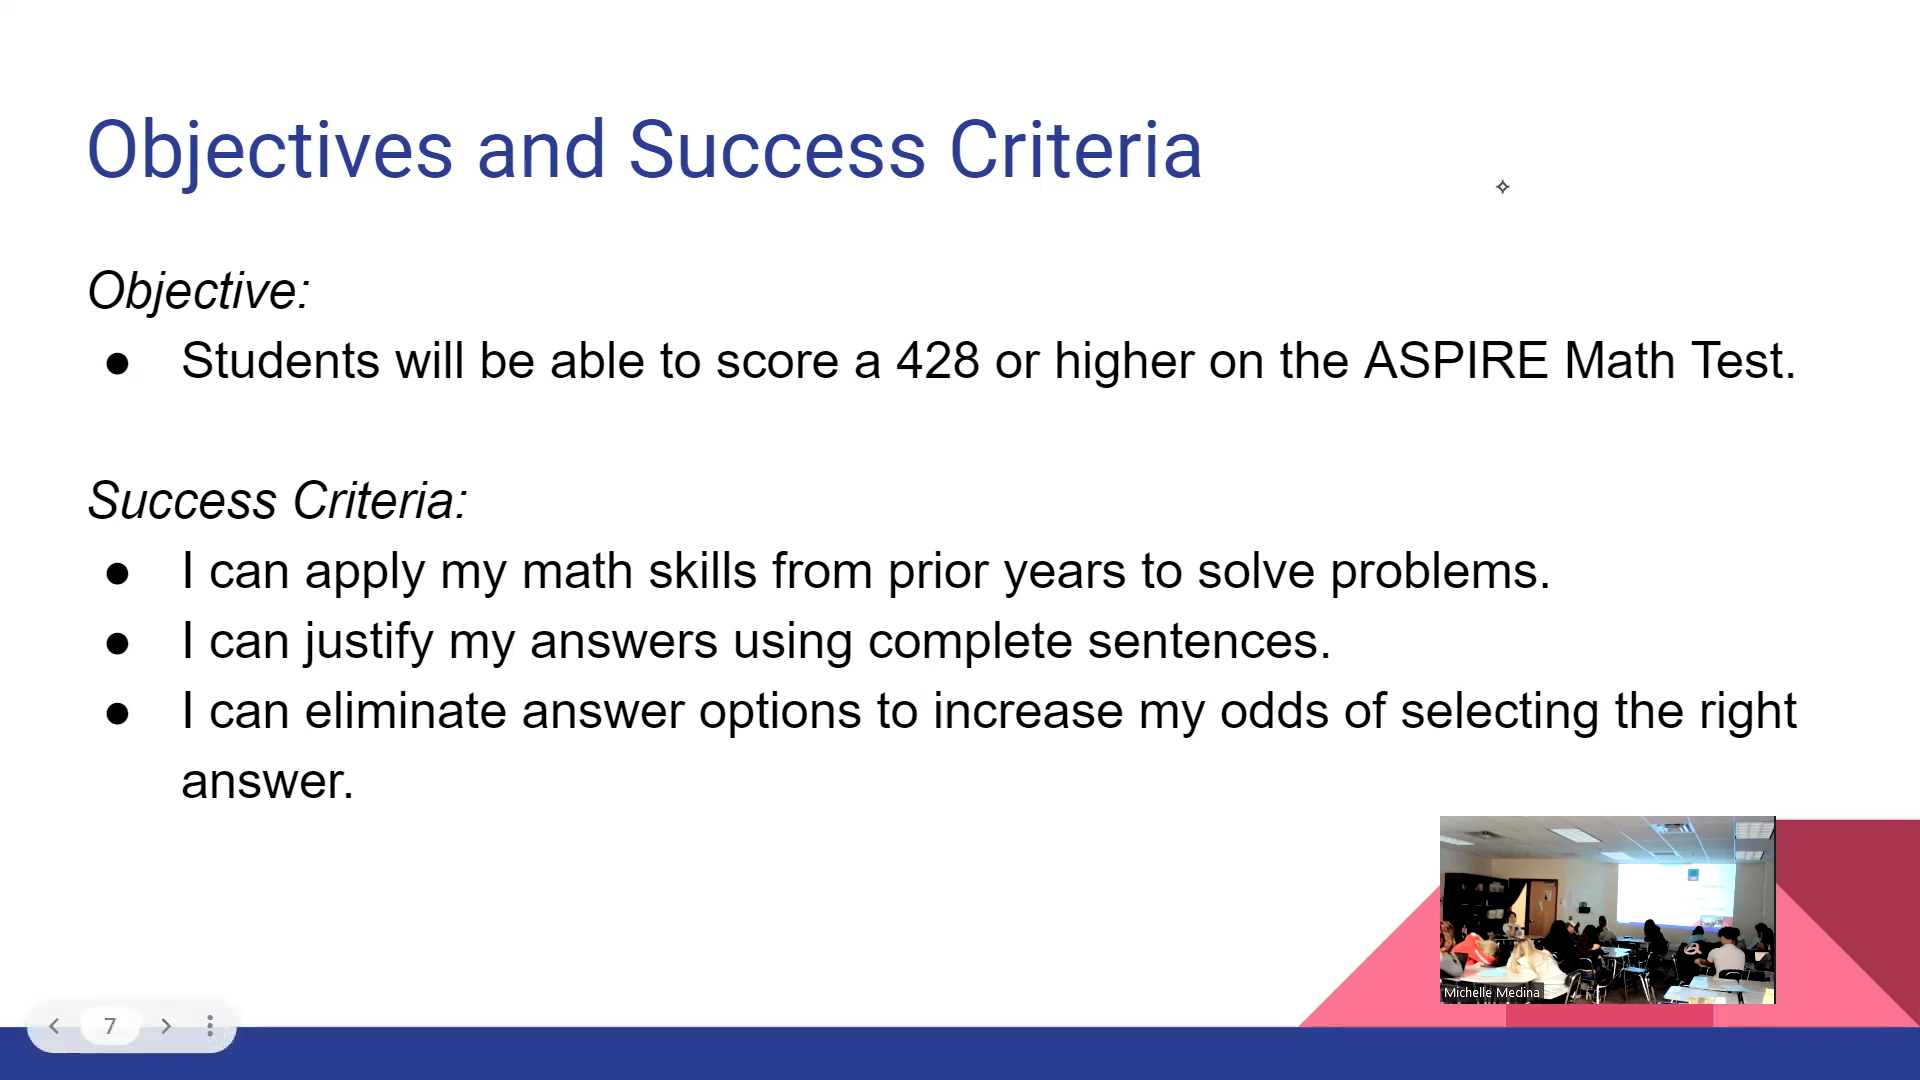 Objectives and Success Criteria
Objective:
● Students will be able to score a 428 or higher on the ASPIRE Math Test.
Success Criteria:
● I can apply my math skills from prior years to solve problems.
● I can justify my answers using complete sentences.
● I can eliminate answer options to increase my odds of selecting the right
answer.
Michelle Medina
7